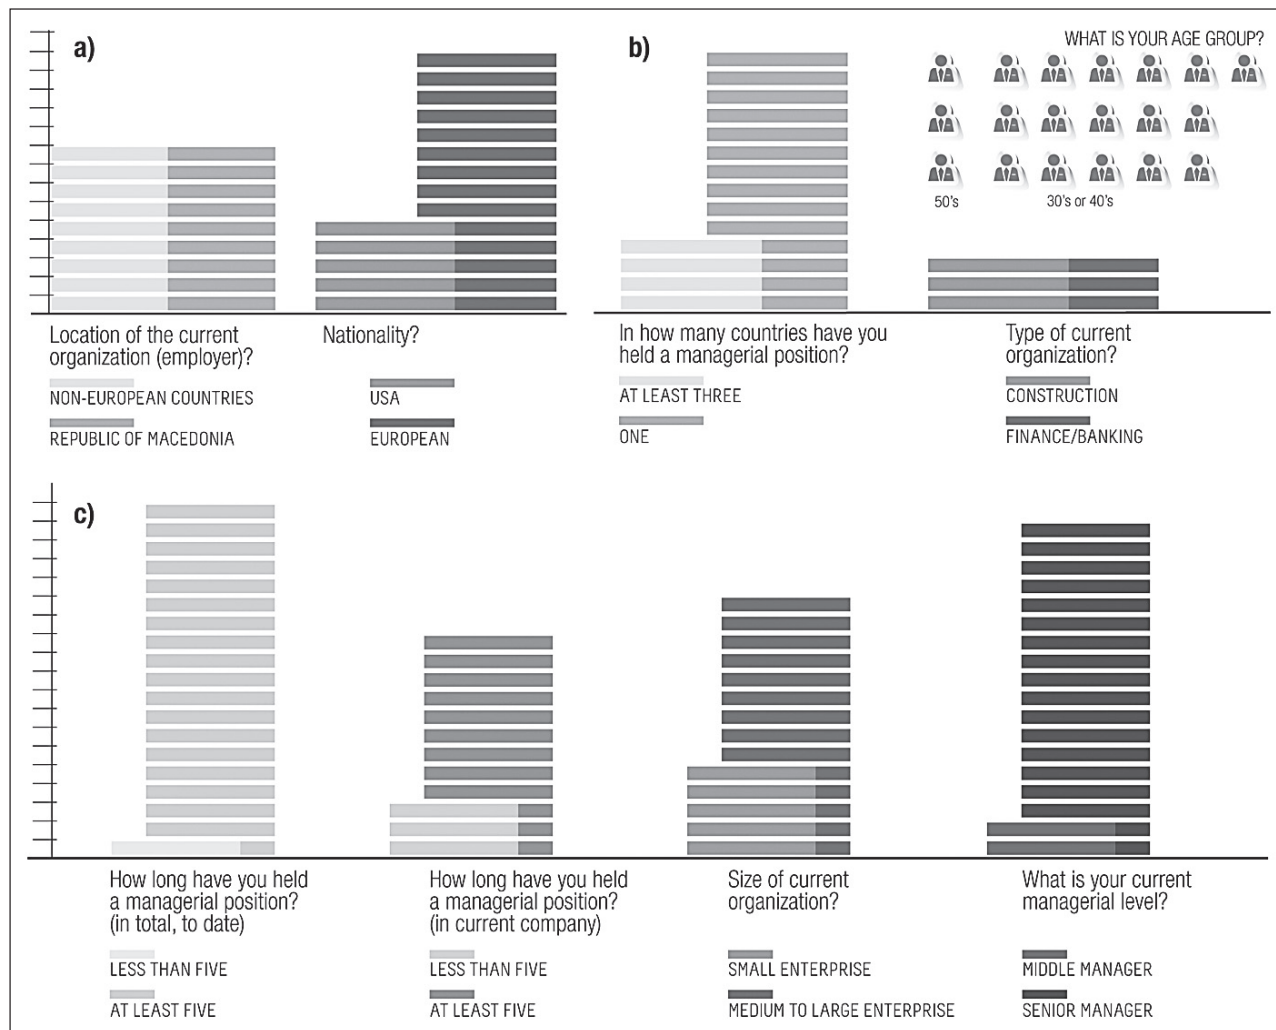 a)
Location of the current
organization (employer)?
NON-EUROPEAN COUNTRIES
REPUBLIC OF MACEDONIA
Nationality?
USA
EUROPEAN
b)
WHAT IS YOUR AGE GROUP?
50's
30's or 40's
In how many countries have you
held a managerial position?
AT LEAST THREE
ONE
Type of current
organization?
CONSTRUCTION
FINANCE/BANKING
c)
How long have you held
a managerial position?
(in total, to date)
LESS THAN FIVE
AT LEAST FIVE
How long have you held
a managerial position?
(in current company)
LESS THAN FIVE
AT LEAST FIVE
Size of current
organization?
SMALL ENTERPRISE
MEDIUM TO LARGE ENTERPRISE
What is your current
managerial level?
MIDDLE MANAGER
SENIOR MANAGER